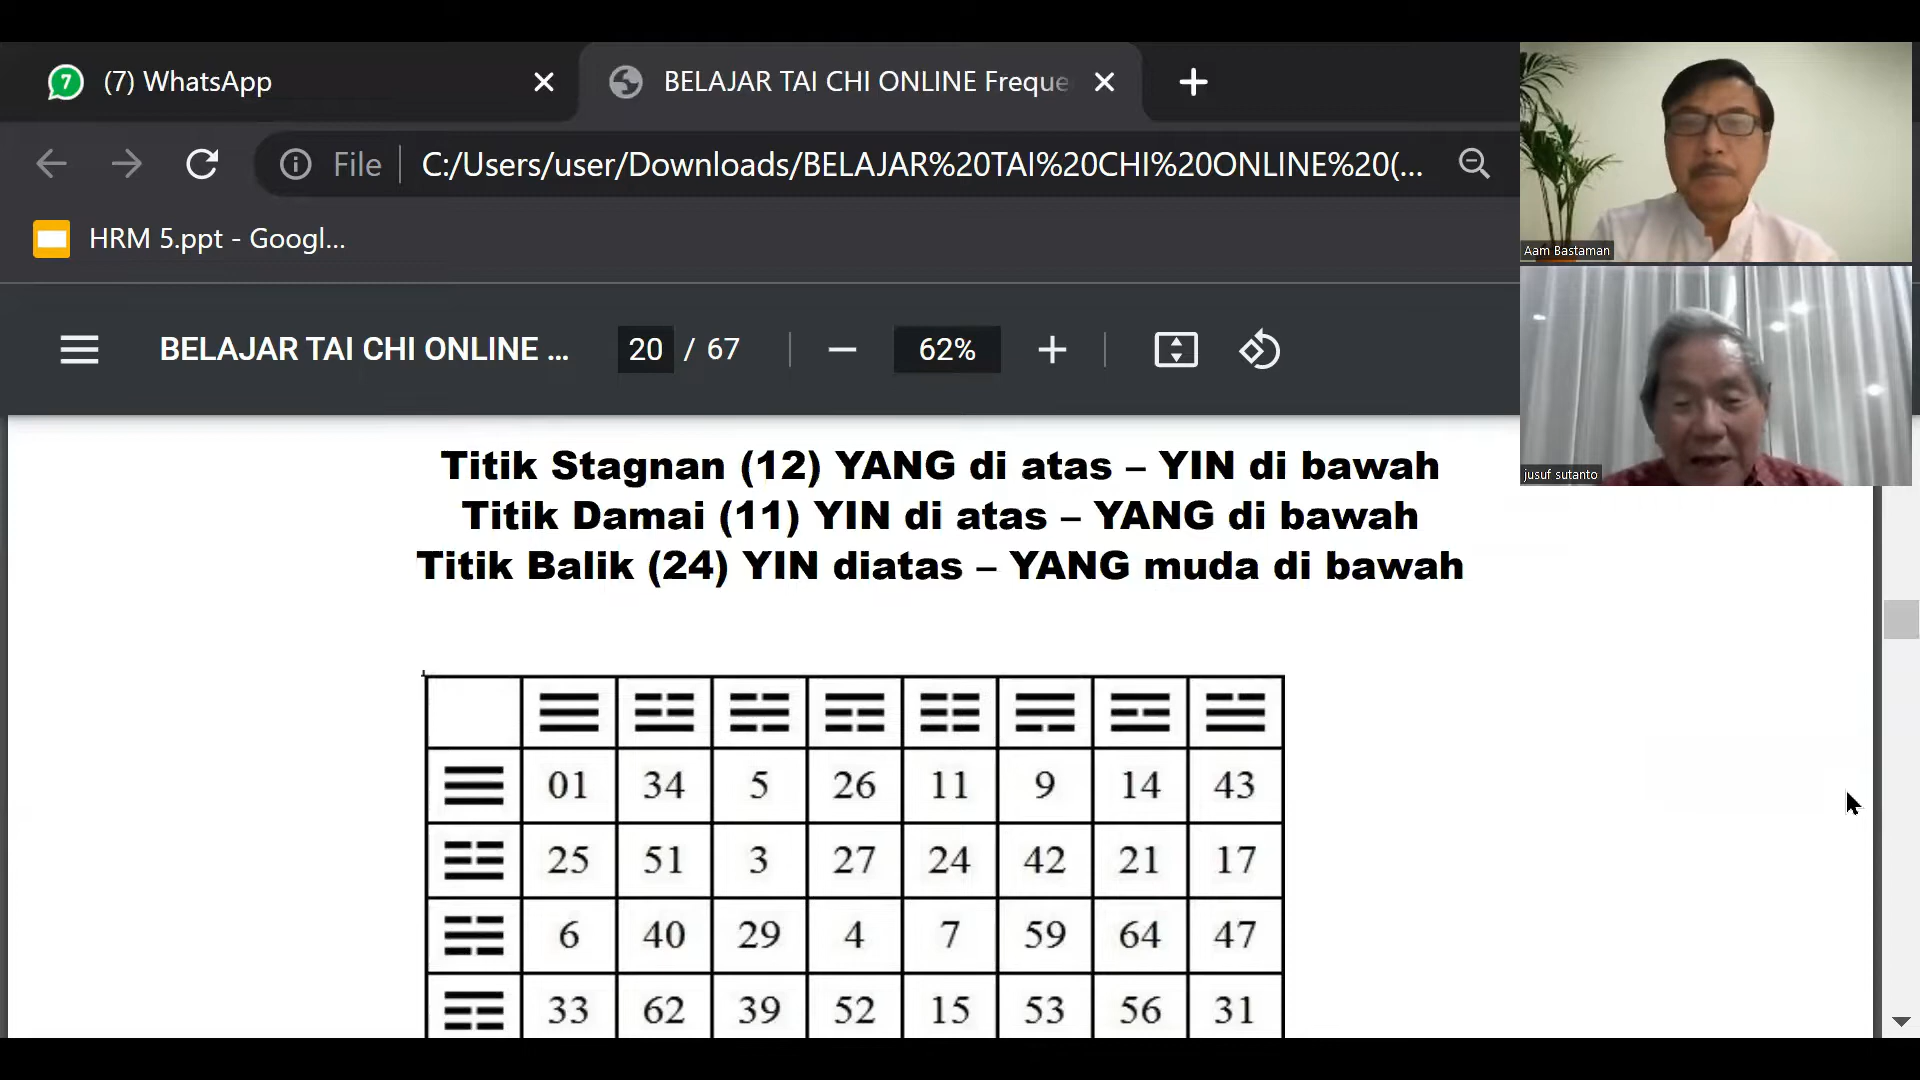 (7) WhatsApp
BELAJAR TAI CHI ONLINE Freque
File
C:/Users/user/Downloads/BELAJAR%20TAI%20CHI%20ONLINE%20(...
HRM 5.ppt - Googl...
BELAJAR TAI CHI ONLINE ...
20 / 67
62%
Aam Bastaman
jusuf sutanto
Titik Stagnan (12) YANG di atas – YIN di bawah
Titik Damai (11) YIN di atas – YANG di bawah
Titik Balik (24) YIN diatas – YANG muda di bawah
01 34 5 26 11 9 14 43
25 51 3 27 24 42 21 17
6 40 29 4 7 59 64 47
33 62 39 52 15 53 56 31